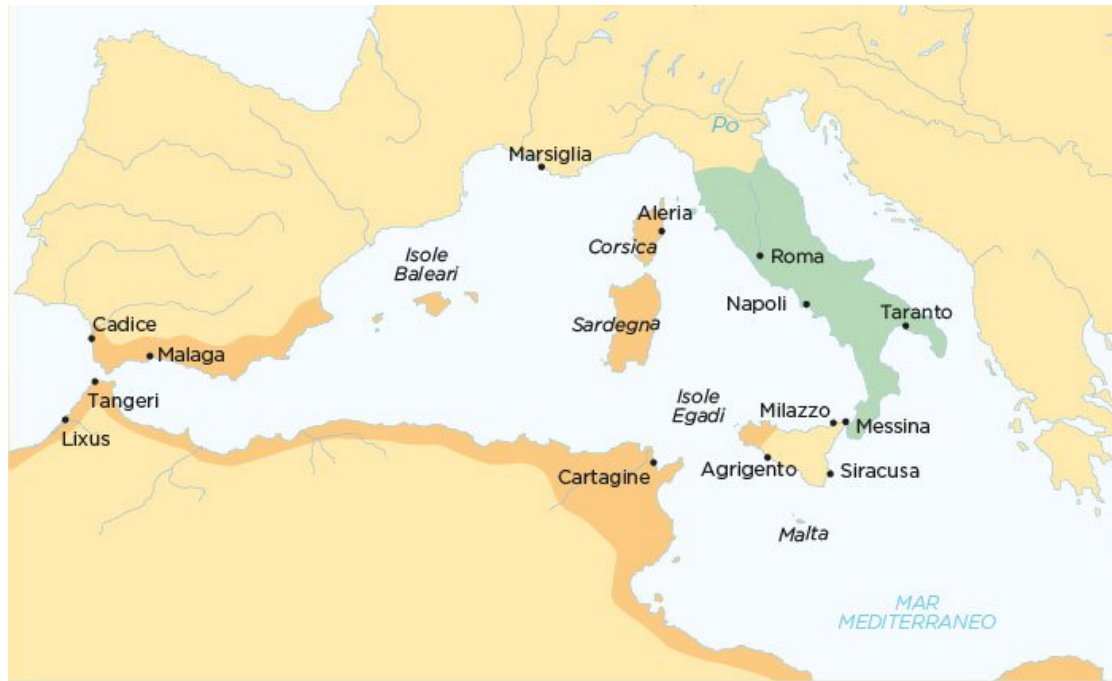 Po
Marsiglia
Aleria
Corsica
Isole
Baleari
Roma
Napoli
Taranto
Sardegna
Cadice
Malaga
Tangeri
Lixus
Isole
Egadi
Milazzo
Messina
Cartagine
Agrigento
Siracusa
Malta
MAR
MEDITERRANEO